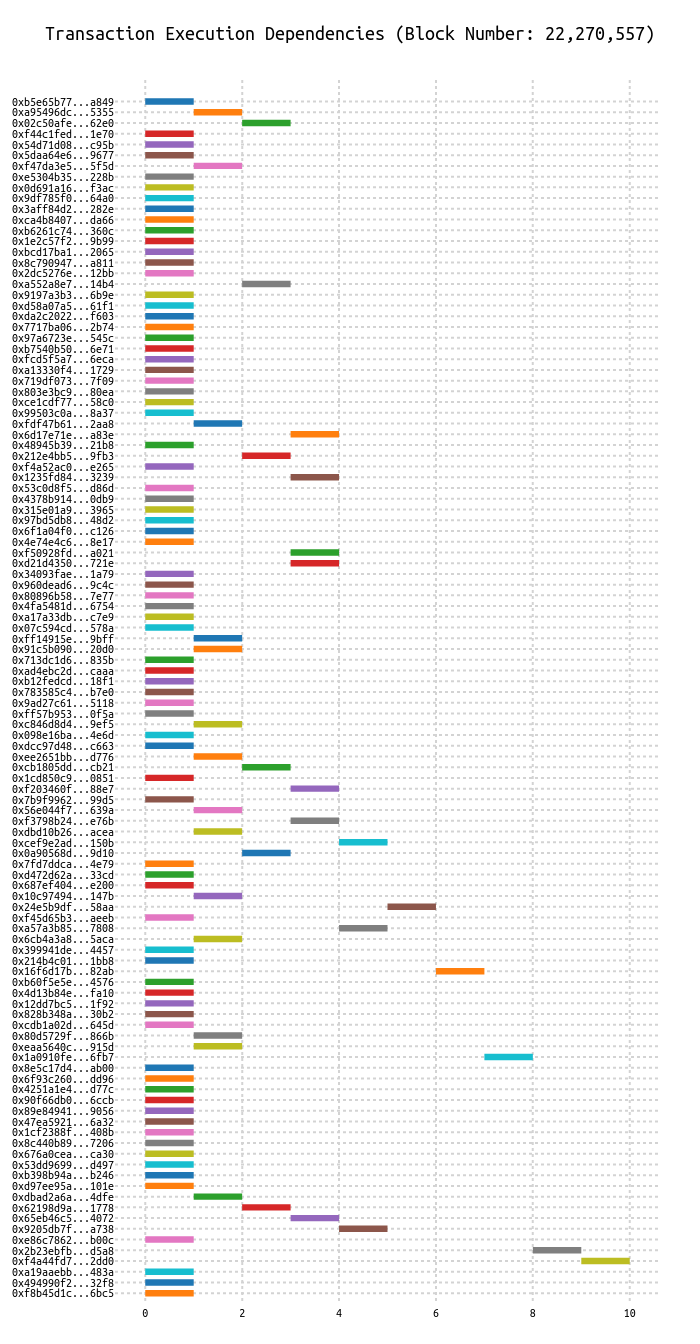 Transaction Execution Dependencies (Block Number: 22,270,557)
0xb5e65b77...a849
0xa95496dc...5355
0x02c50afe...62e0
0xf44c1fed...1e70
0x54d71d08...c95b
0x5daa64e6...9677
0xf47da3e5...5f5d
0xe5304b35...228b
0x0d691a16...f3ac
0x9df785f0...64a0
0x3aff84d2...282e
0xca4b8407...da66
0xb6261c74...360c
0x1e2c57f2...9b99
0xbcd17ba1...2065
0x8c790947...a811
0x2dc5276e...12bb
0xa552a8e7...14b4
0x9197a3b3...6b9e
0xd58a07a5...61f1
0xda2c2022...f603
0x7717ba06...2b74
0x97a6723e...545c
0xb7540b50...6e71
0xfcd5f5a7...6eca
0xa13330f4...1729
0x719df073...7f09
0x803e3bc9...80ea
0xce1cdf77...58c0
0x99503c0a...8a37
0xfdf47b61...2aa8
0x6d17e71e...a83e
0x48945b39...21b8
0x212e4bb5...9fb3
0xf4a52ac0...e265
0x1235fd84...3239
0x53c0d8f5...d86d
0x4378b914...0db9
0x315e01a9...3965
0x97bd5db8...48d2
0x6f1a04f0...c126
0x4e74e4c6...8e17
0xf50928fd...a021
0xd21d4350...721e
0x34093fae...1a79
0x960dead6...9c4c
0x80896b58...7e77
0x4fa5481d...6754
0xa17a33db...c7e9
0x07c594cd...578a
0xff14915e...9bff
0x91c5b090...20d0
0x713dc1d6...835b
0xad4ebc2d...caaa
0xb12fedcd...18f1
0x783585c4...b7e0
0x9ad27c61...5118
0xff57b953...0f5a
0xc846d8d4...9ef5
0x098e16ba...4e6d
0xdcc97d48...c663
0xee2651bb...d776
0xcb1805dd...cb21
0x1cd850c9...0851
0xf203460f...88e7
0x7b9f9962...99d5
0x56e044f7...639a
0xf3798b24...e76b
0xdbd10b26...acea
0xcef9e2ad...150b
0x0a90568d...9d10
0x7fd7ddca...4e79
0xd472d62a...33cd
0x687ef404...e200
0x10c97494...147b
0x24e5b9df...58aa
0xf45d65b3...aeeb
0xa57a3b85...7808
0x6cb4a3a8...5aca
0x399941de...4457
0x214b4c01...1bb8
0x16f6d17b...82ab
0xb60f5e5e...4576
0x4d13b84e...fa10
0x12dd7bc5...1f92
0x828b348a...30b2
0xcdb1a02d...645d
0x80d5729f...866b
0xeaa5640c...915d
0x1a0910fe...6fb7
0x8e5c17d4...ab00
0x6f93c260...dd96
0x4251a1e4...d77c
0x90f66db0...6ccb
0x89e84941...9056
0x47ea5921...6a32
0x1cf2388f...408b
0x8c440b89...7206
0x676a0cea...ca30
0x53dd9699...d497
0xb398b94a...b246
0xd97ee95a...101e
0xdbad2a6a...4dfe
0x62198d9a...1778
0x65eb46c5...4072
0x9205db7f...a738
0xe86c7862...b00c
0x2b23ebfb...d5a8
0xf4a44fd7...2dd0
0xa19aaebb...483a
0x494990f2...32f8
0xf8b45d1c...6bc5
0 2 4 6 8 10